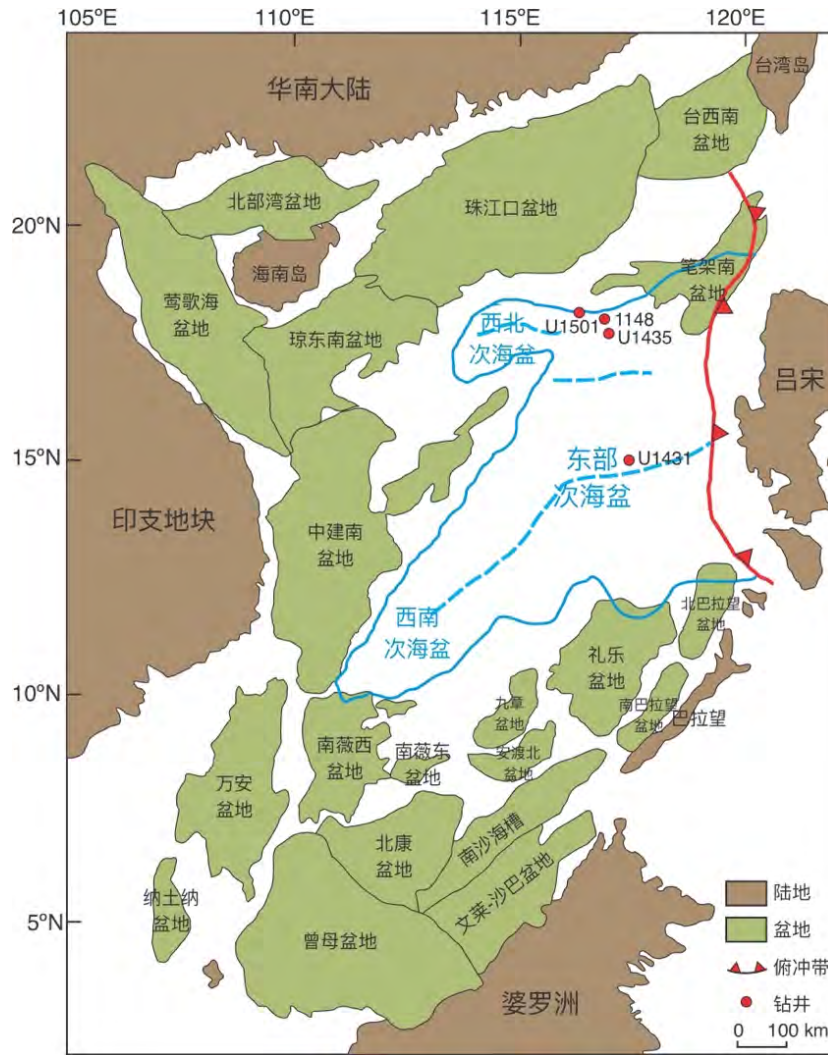 105°E
110°E
115°E
120°E
台湾岛
华南大陆
台西南
盆地
北部湾盆地
珠江口盆地
20°N
海南岛
笔架南
盆地
莺歌海
盆地
琼东南盆地
西北
次海盆
U1501
1148
U1435
吕宋
15°N
东部
次海盆
U1431
印支地块
中建南
盆地
西南
次海盆
北巴拉望
盆地
礼乐
盆地
10°N
九章
盆地
南巴拉望
盆地
巴拉望
南薇西
盆地
南薇东
盆地
安渡北
盆地
万安
盆地
北康
盆地
南沙海槽
文莱-沙巴盆地
纳土纳
盆地
5°N
曾母盆地
婆罗洲
陆地
盆地
俯冲带
钻井
0 100 km